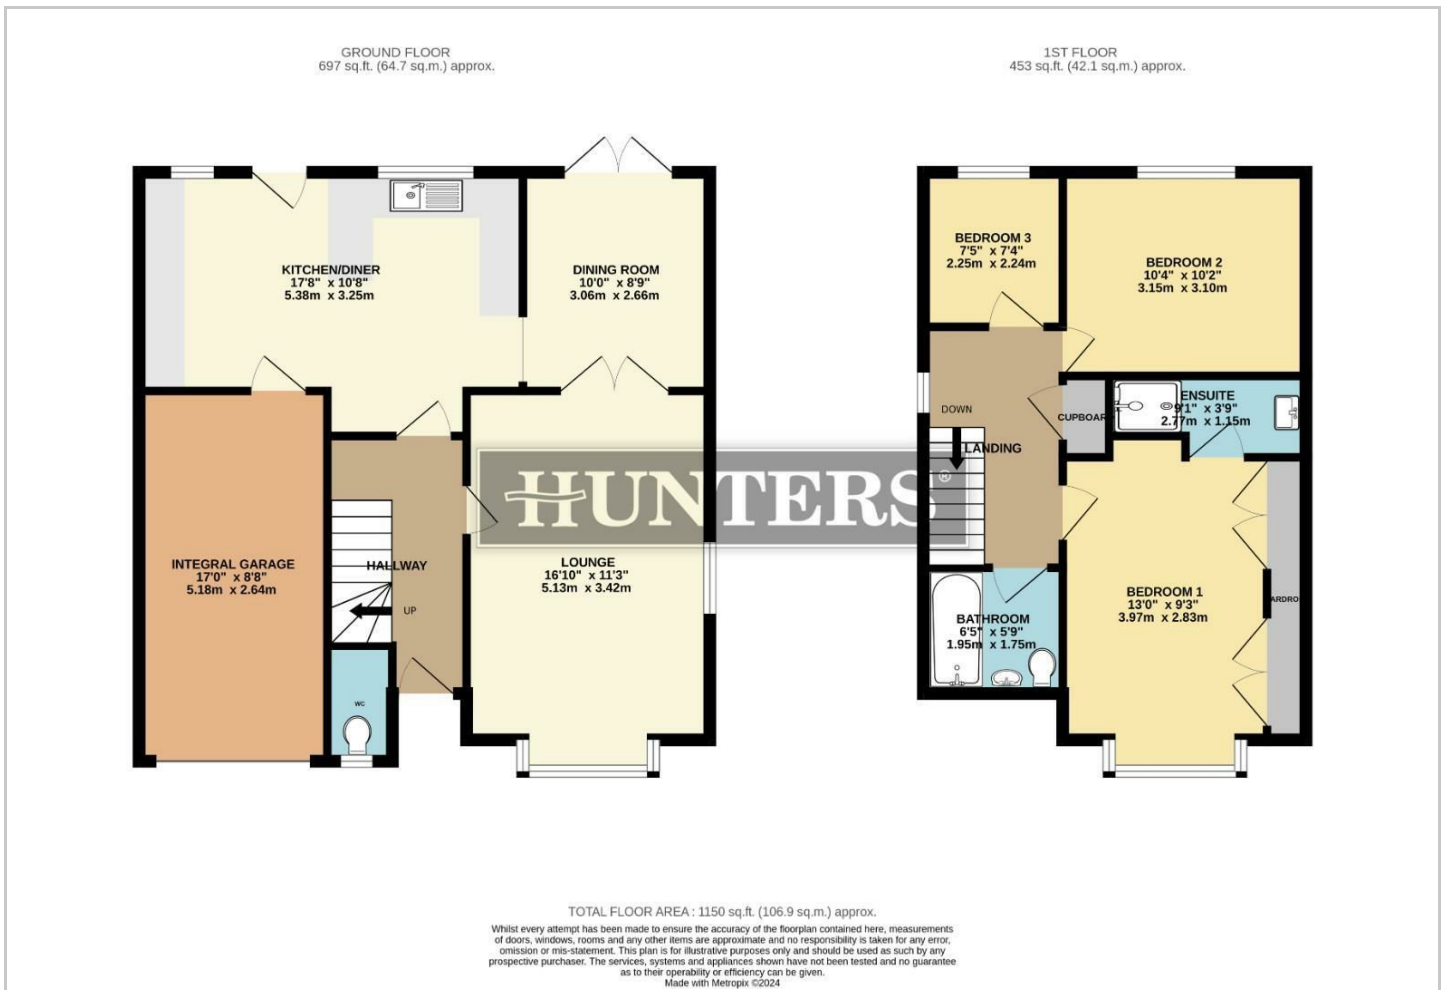 GROUND FLOOR
697 sq.ft. (64.7 sq.m.) approx.
1ST FLOOR
453 sq.ft. (42.1 sq.m.) approx.
KITCHEN/DINER
17'8" x 10'8"
5.38m x 3.25m
DINING ROOM
10'0" x 8'9"
3.06m x 2.66m
INTEGRAL GARAGE
17'0" x 8'8"
5.18m x 2.64m
HALLWAY
UP
WC
LOUNGE
16'10" x 11'3"
5.13m x 3.42m
HUNTERS®
BEDROOM 3
7'5" x 7'4"
2.25m x 2.24m
BEDROOM 2
10'4" x 10'2"
3.15m x 3.10m
DOWN
LANDING
CUPBOARD
ENSUITE
9'1" x 3'9"
2.77m x 1.15m
BEDROOM 1
13'0" x 9'3"
3.97m x 2.83m
ARDRO
BATHROOM
6'5" x 5'9"
1.95m x 1.75m
TOTAL FLOOR AREA : 1150 sq.ft. (106.9 sq.m.) approx.
Whilst every attempt has been made to ensure the accuracy of the floorplan contained here, measurements
of doors, windows, rooms and any other items are approximate and no responsibility is taken for any error,
omission or mis-statement. This plan is for illustrative purposes only and should be used as such by any
prospective purchaser. The services, systems and appliances shown have not been tested and no guarantee
as to their operability or efficiency can be given.
Made with Metropix ©2024